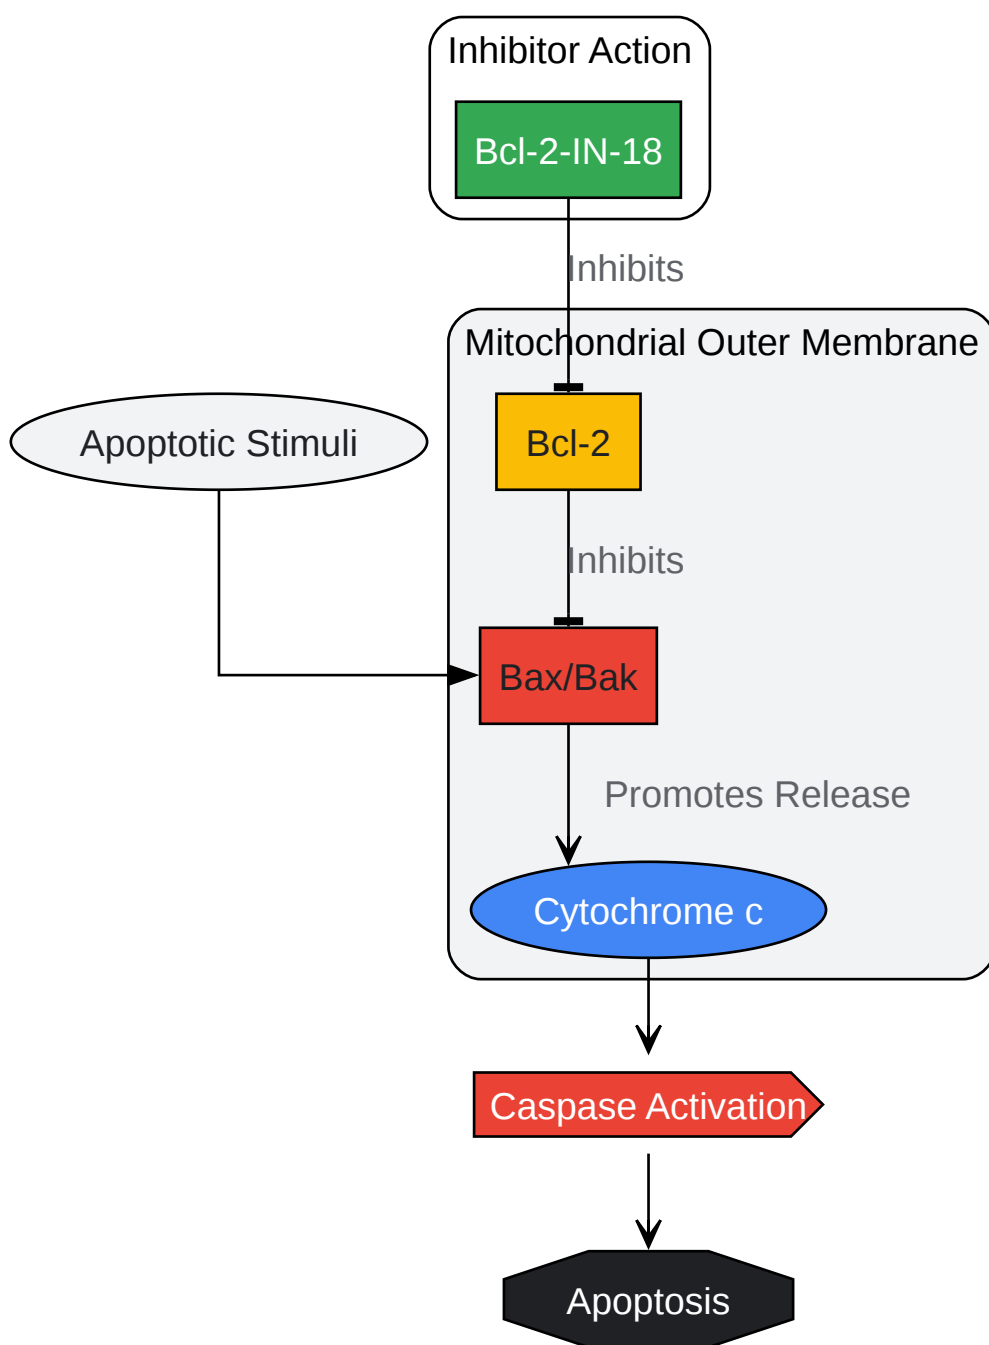 Inhibitor Action
Bcl-2-IN-18
Inhibits
Mitochondrial Outer Membrane
Apoptotic Stimuli
Bcl-2
Inhibits
Bax/Bak
Promotes Release
Cytochrome c
Caspase Activation
Apoptosis